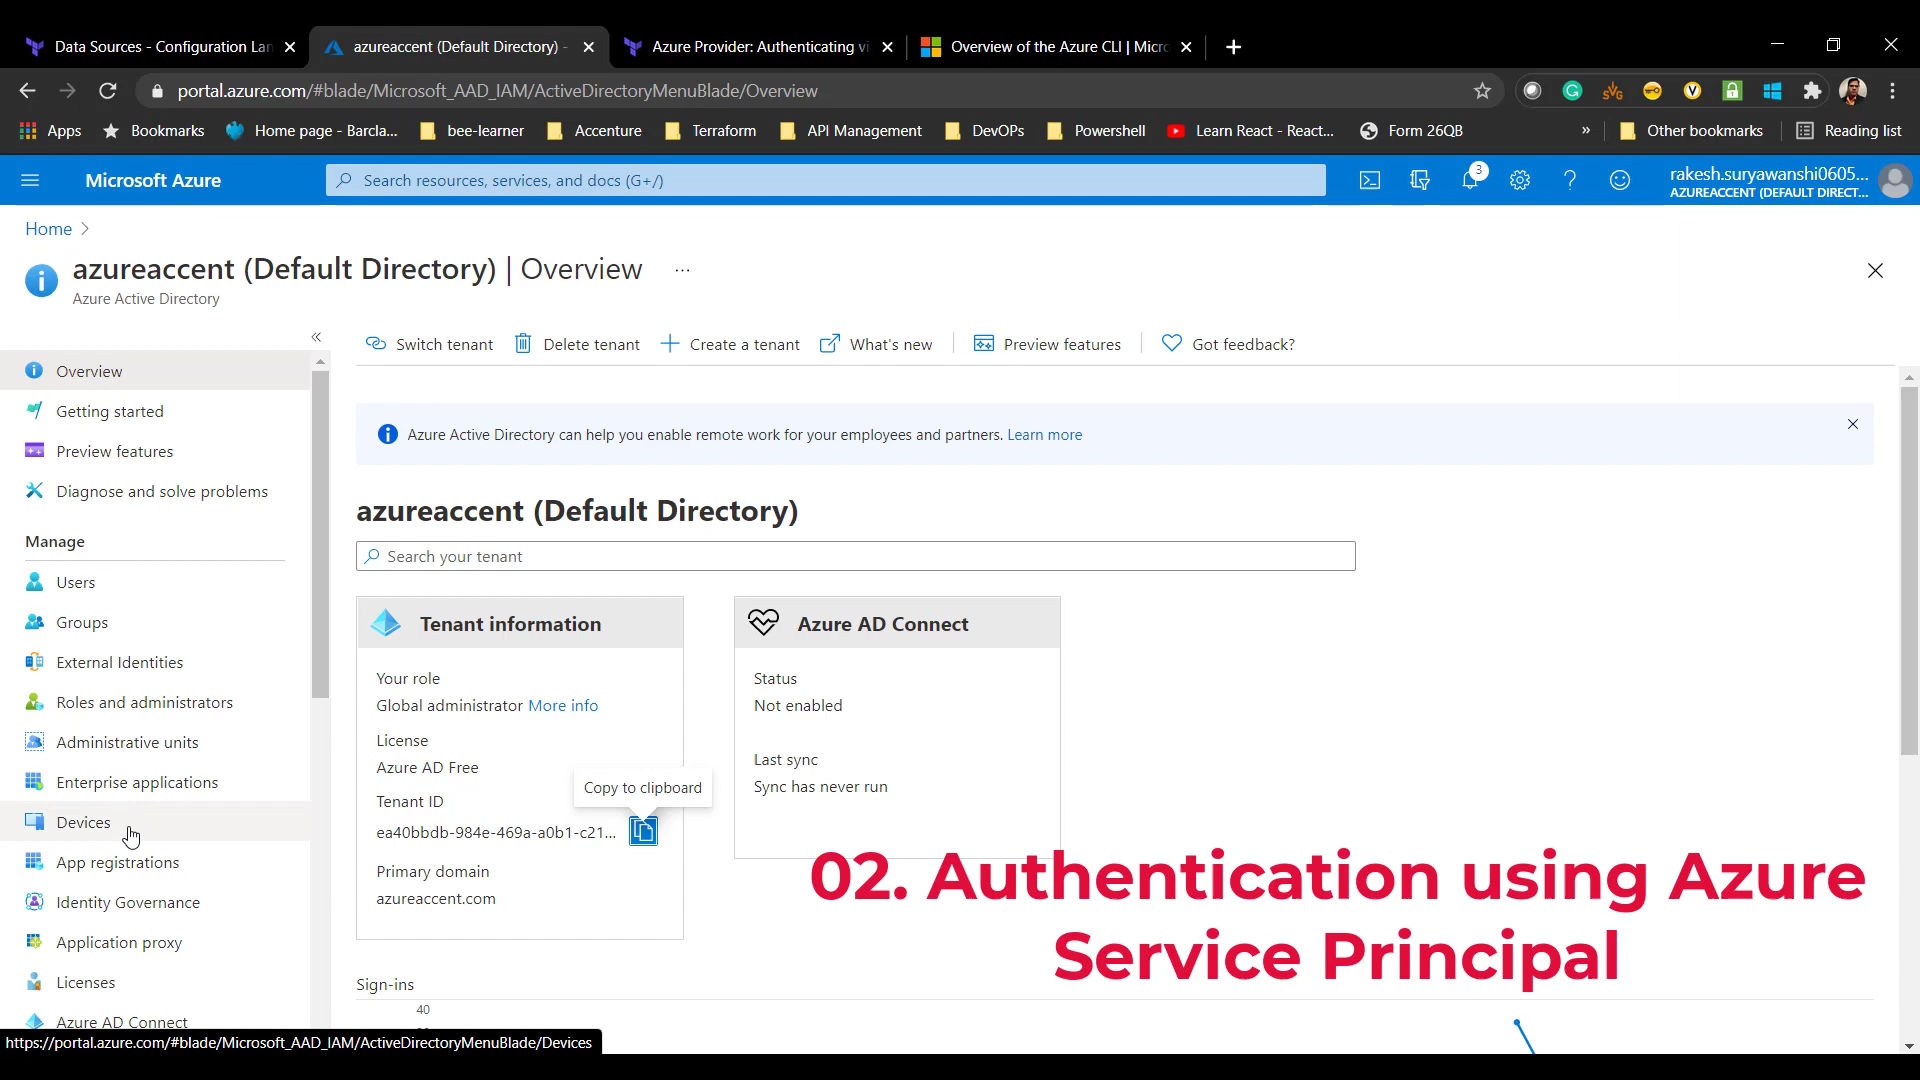 Data Sources - Configuration Lan
azureaccent (Default Directory) -
Azure Provider: Authenticating vi
Overview of the Azure CLI | Micro
portal.azure.com/#blade/Microsoft_AAD_IAM/ActiveDirectoryMenuBlade/Overview
Apps
Bookmarks
Home page - Barcla...
bee-learner
Accenture
Terraform
API Management
DevOPs
Powershell
Learn React - React...
Form 26QB
»
Other bookmarks
Reading list
Microsoft Azure
Search resources, services, and docs (G+/)
3
rakesh.suryawanshi0605...
AZUREACCENT (DEFAULT DIRECT...
Home
azureaccent (Default Directory) | Overview ...
Azure Active Directory
Switch tenant
Delete tenant
Create a tenant
What's new
Preview features
Got feedback?
Overview
Getting started
Preview features
Diagnose and solve problems
Manage
Users
Groups
External Identities
Roles and administrators
Administrative units
Enterprise applications
Devices
App registrations
Identity Governance
Application proxy
Licenses
Azure AD Connect
Azure Active Directory can help you enable remote work for your employees and partners. Learn more
azureaccent (Default Directory)
Search your tenant
Tenant information
Your role
Global administrator More info
License
Azure AD Free
Tenant ID
ea40bbdb-984e-469a-a0b1-c21...
Copy to clipboard
Primary domain
azureaccent.com
Azure AD Connect
Status
Not enabled
Last sync
Sync has never run
02. Authentication using Azure
Service Principal
Sign-ins
40
https://portal.azure.com/#blade/Microsoft_AAD_IAM/ActiveDirectoryMenuBlade/Devices